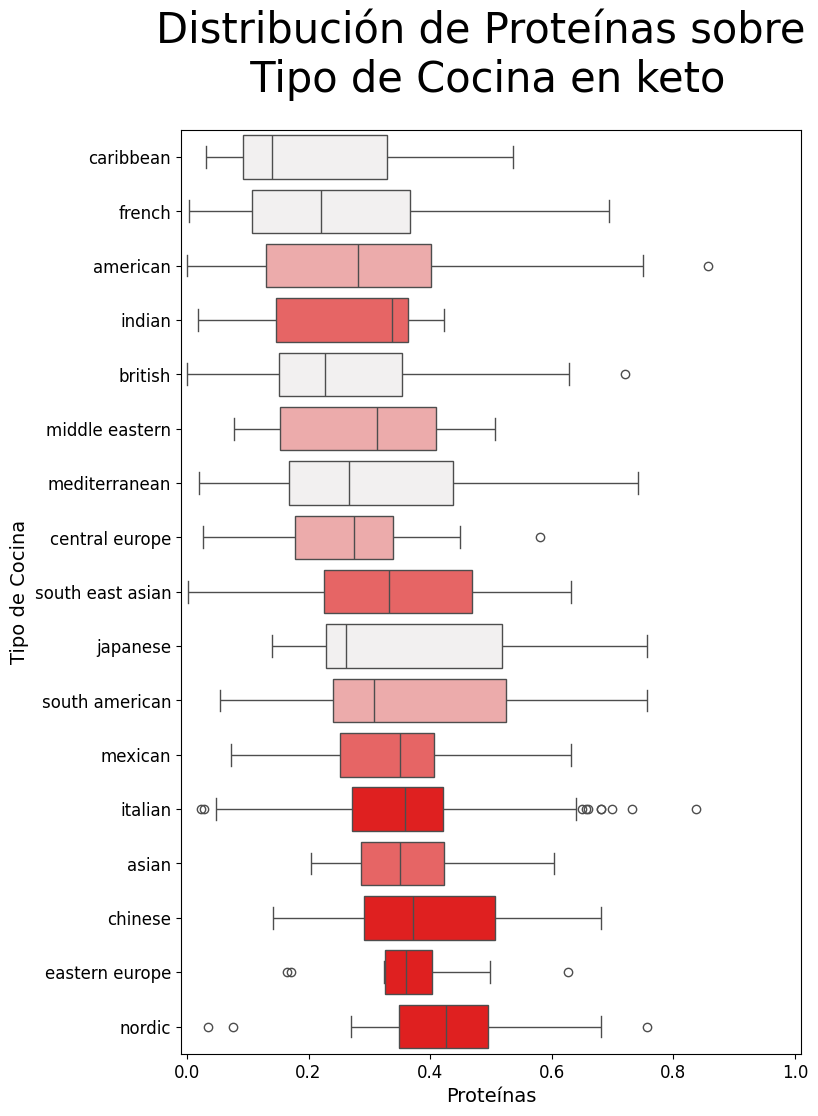 Distribución de Proteínas sobre
Tipo de Cocina en keto
caribbean
french
american
indian
british
middle eastern
mediterranean
central europe
south east asian
japanese
south american
mexican
italian
asian
chinese
eastern europe
nordic
Tipo de Cocina
0.0 0.2 0.4 0.6 0.8 1.0
Proteínas